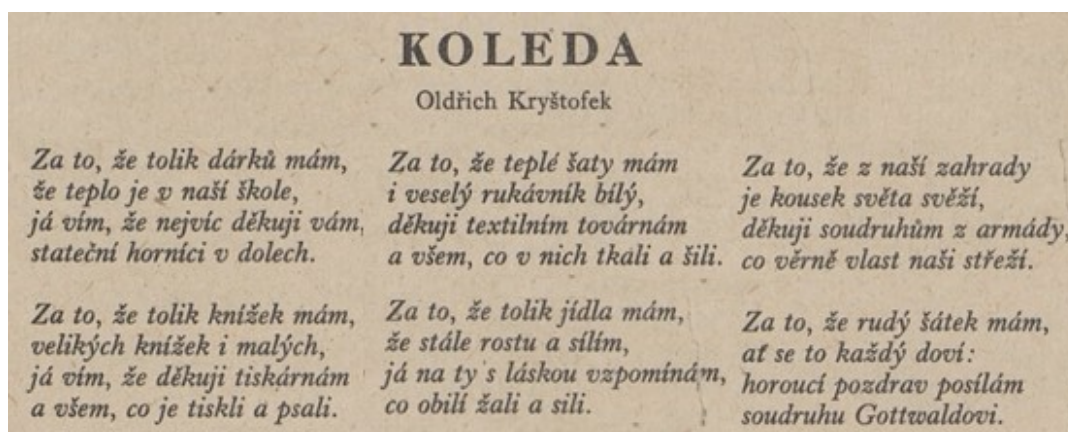 KOLEDA
Oldřich Kryštofek
Za to, že tolik dárků mám,
že teplo je v naší škole,
já vím, že nejvíc děkuji vám,
stateční horníci v dolech.
Za to, že tolik knížek mám,
velikých knížek i malých,
já vím, že děkuji tiskárnám
a všem, co je tiskli a psali.
Za to, že teplé šaty mám
i veselý rukávník bílý,
děkuji textilním továrnám
a všem, co v nich tkali a šili.
Za to, že tolik jídla mám,
že stále rostu a sílím,
já na ty s láskou vzpomínám,
co obilí žali a sili.
Za to, že z naší zahrady
je kousek světa svěží,
děkuji soudruhům z armády,
co věrně vlast naši střeží.
Za to, že rudý šátek mám,
ať se to každý doví:
horoucí pozdrav posílám
soudruhu Gottwaldovi.